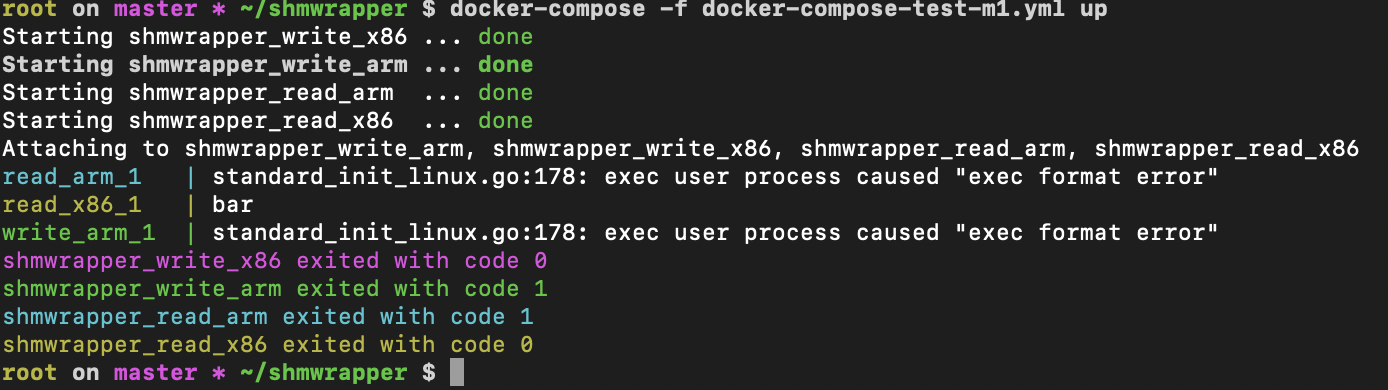 root on master * ~/shmwrapper $ docker-compose -f docker-compose-test-m1.yml up
Starting shmwrapper_write_x86 ... done
Starting shmwrapper_write_arm ... done
Starting shmwrapper_read_arm  ... done
Starting shmwrapper_read_x86  ... done
Attaching to shmwrapper_write_arm, shmwrapper_write_x86, shmwrapper_read_arm, shmwrapper_read_x86
read_arm_1   | standard_init_linux.go:178: exec user process caused "exec format error"
read_x86_1   | bar
write_arm_1  | standard_init_linux.go:178: exec user process caused "exec format error"
shmwrapper_write_x86 exited with code 0
shmwrapper_write_arm exited with code 1
shmwrapper_read_arm exited with code 1
shmwrapper_read_x86 exited with code 0
root on master * ~/shmwrapper $